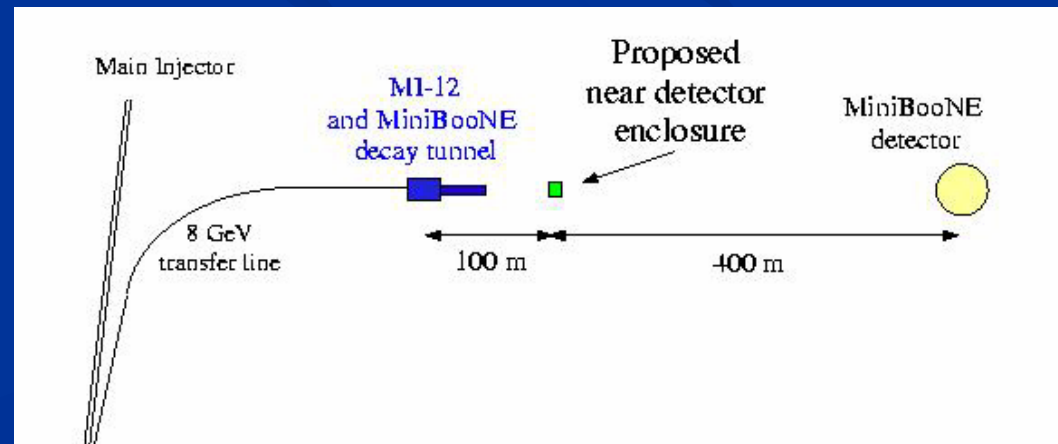 Main Injector
8 GeV
transfer line
MI-12
and MiniBooNE
decay tunnel
100 m
Proposed
near detector
enclosure
400 m
MiniBooNE
detector